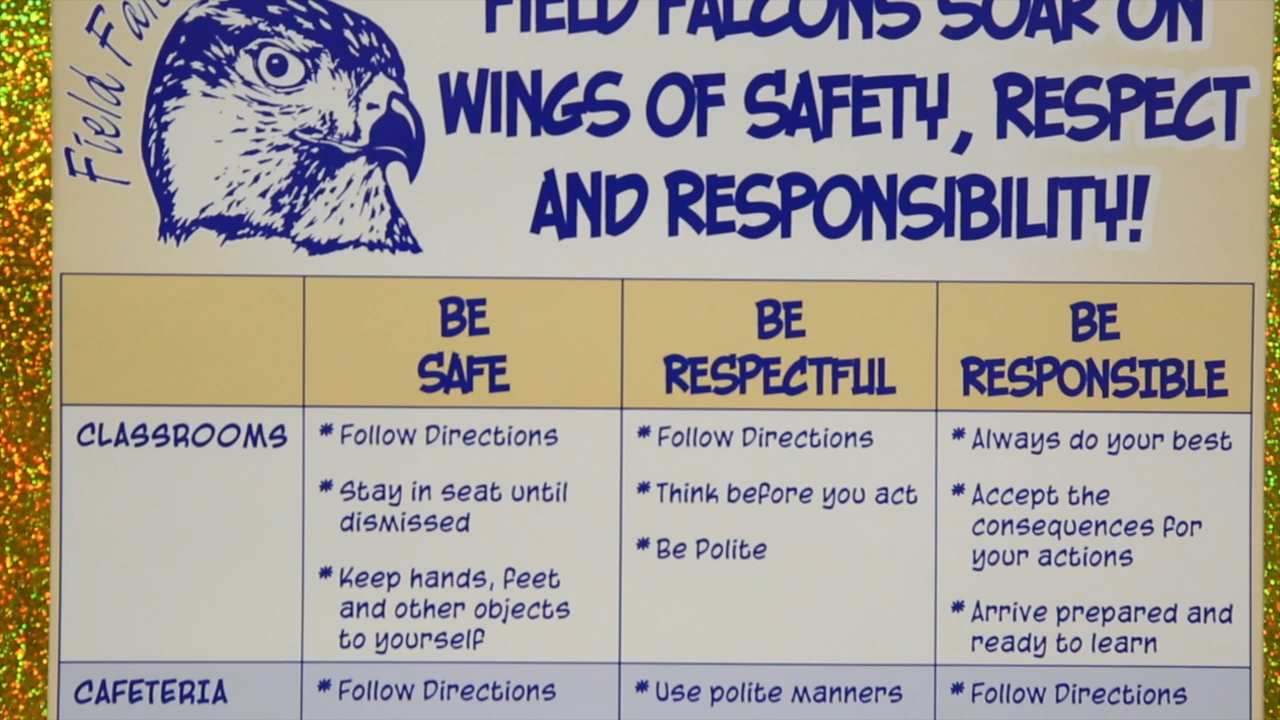 Field
FIELD FALCONS SOAR ON
WINGS OF SAFETY, RESPECT
AND RESPONSIBILITY!
BE
SAFE
BE
RESPECTFUL
BE
RESPONSIBLE
CLASSROOMS
* Follow Directions
* Stay in seat until
dismissed
* Keep hands, feet
and other objects
to yourself
* Follow Directions
* Think before you act
* Be Polite
* Always do your best
* Accept the
consequences for
your actions
* Arrive prepared and
ready to learn
CAFETERIA
* Follow Directions
* Use polite manners
* Follow Directions